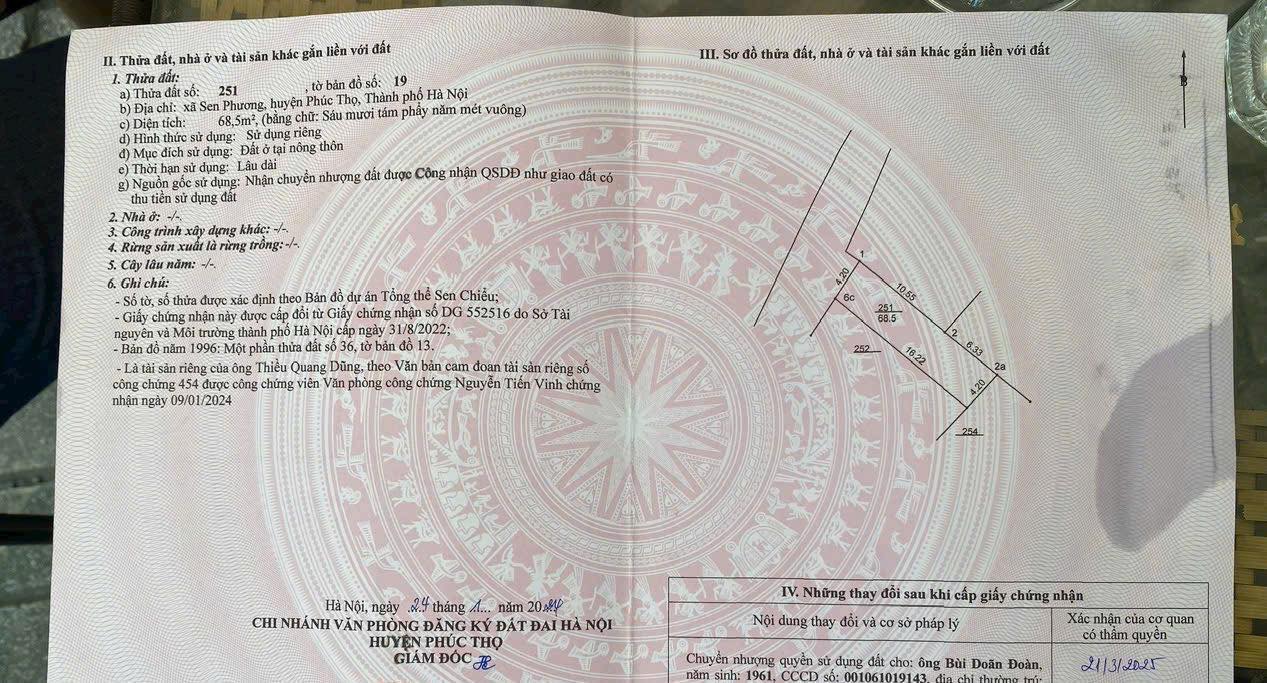 II. Thửa đất, nhà ở và tài sản khác gắn liền với đất
1. Thửa đất:
a) Thửa đất số: 251 , tờ bản đồ số: 19
b) Địa chỉ: xã Sen Phương, huyện Phúc Thọ, Thành phố Hà Nội
c) Diện tích: 68,5m², (bằng chữ: Sáu mươi tám phẩy năm mét vuông)
d) Hình thức sử dụng: Sử dụng riêng
đ) Mục đích sử dụng: Đất ở tại nông thôn
e) Thời hạn sử dụng: Lâu dài
g) Nguồn gốc sử dụng: Nhận chuyển nhượng đất được Công nhận QSDĐ như giao đất có
thu tiền sử dụng đất
2. Nhà ở: -/-.
3. Công trình xây dựng khác: -/-.
4. Rừng sản xuất là rừng trồng: -/-.
5. Cây lâu năm: -/-.
6. Ghi chú:
- Số tờ, số thửa được xác định theo Bản đồ dự án Tổng thể Sen Chiểu;
- Giấy chứng nhận này được cấp đổi từ Giấy chứng nhận số DG 552516 do Sở Tài
nguyên và Môi trường thành phố Hà Nội cấp ngày 31/8/2022;
- Bản đồ năm 1996: Một phần thửa đất số 36, tờ bản đồ 13.
- Là tài sản riêng của ông Thiều Quang Dũng, theo Văn bản cam đoan tài sản riêng số
công chứng 454 được công chứng viên Văn phòng công chứng Nguyễn Tiến Vinh chứng
nhận ngày 09/01/2024
Hà Nội, ngày 24 tháng 1... năm 2024
CHI NHÁNH VĂN PHÒNG ĐĂNG KÝ ĐẤT ĐAI HÀ NỘI
HUYỆN PHÚC THỌ
GIÁM ĐỐC
III. Sơ đồ thửa đất, nhà ở và tài sản khác gắn liền với đất
B
1
4.20
6c
10.55
251
68.5
252
16.22
2
6.33
2a
4.20
254
IV. Những thay đổi sau khi cấp giấy chứng nhận
Nội dung thay đổi và cơ sở pháp lý
Xác nhận của cơ quan
có thẩm quyền
Chuyển nhượng quyền sử dụng đất cho: ông Bùi Doãn Đoàn,
năm sinh: 1961, CCCD số: 001061019143, địa chỉ thường trú:
21/3/2025